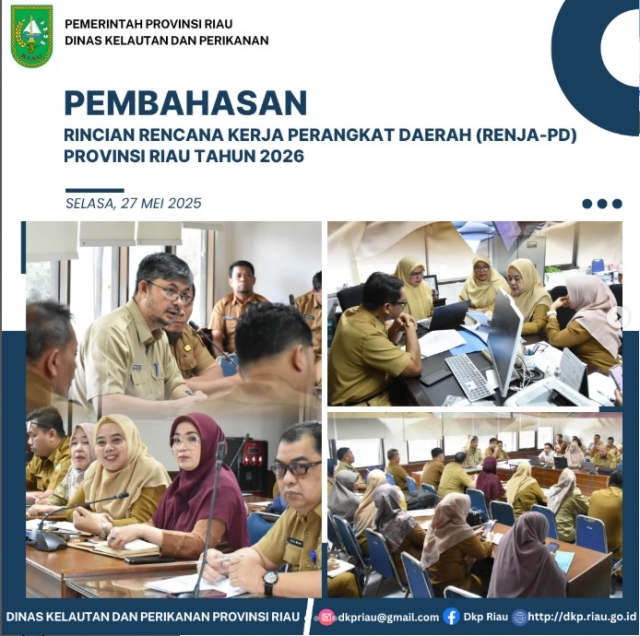 PEMERINTAH PROVINSI RIAU
DINAS KELAUTAN DAN PERIKANAN
RIAU
PEMBAHASAN
RINCIAN RENCANA KERJA PERANGKAT DAERAH (RENJA-PD)
PROVINSI RIAU TAHUN 2026
SELASA, 27 MEI 2025
DINAS KELAUTAN DAN PERIKANAN PROVINSI RIAU
dkpriau@gmail.com
Dkp Riau
http://dkp.riau.go.id